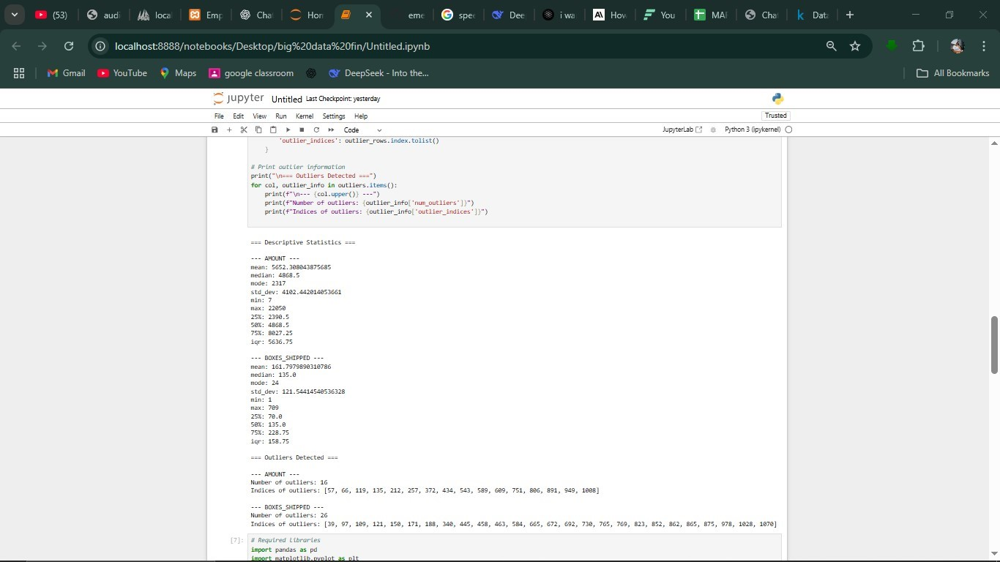 (53)
audi
local
Emp
Cha
Hon
eme
spec
Dee
i wa
How
You
MAI
Cha
Data
localhost:8888/notebooks/Desktop/big%20data%20fin/Untitled.ipynb
Gmail
YouTube
Maps
google classroom
DeepSeek - Into the...
All Bookmarks
jupyter Untitled Last Checkpoint: yesterday
File Edit View Run Kernel Settings Help
Trusted
Code
JupyterLab
Python 3 (ipykernel)
'outlier_indices': outlier_rows.index.tolist()
}
# Print outlier information
print("\n=== Outliers Detected ===")
for col, outlier_info in outliers.items():
print(f"\n--- {col.upper()} ---")
print(f"Number of outliers: {outlier_info['num_outliers']}")
print(f"Indices of outliers: {outlier_info['outlier_indices']}")
=== Descriptive Statistics ===
--- AMOUNT ---
mean: 5652.308043875685
median: 4868.5
mode: 2317
std_dev: 4102.442014053661
min: 7
max: 22050
25%: 2390.5
50%: 4868.5
75%: 8027.25
iqr: 5636.75
--- BOXES_SHIPPED ---
mean: 161.7979890310786
median: 135.0
mode: 24
std_dev: 121.54414540536328
min: 1
max: 709
25%: 70.0
50%: 135.0
75%: 228.75
iqr: 158.75
=== Outliers Detected ===
--- AMOUNT ---
Number of outliers: 16
Indices of outliers: [57, 66, 119, 135, 212, 257, 372, 434, 543, 589, 609, 751, 806, 891, 949, 1008]
--- BOXES_SHIPPED ---
Number of outliers: 26
Indices of outliers: [39, 97, 109, 121, 150, 171, 188, 340, 445, 458, 463, 584, 665, 672, 692, 730, 765, 769, 823, 852, 862, 865, 875, 978, 1028, 1070]
[7]: # Required libraries
import pandas as pd
import matplotlib.pyplot as plt